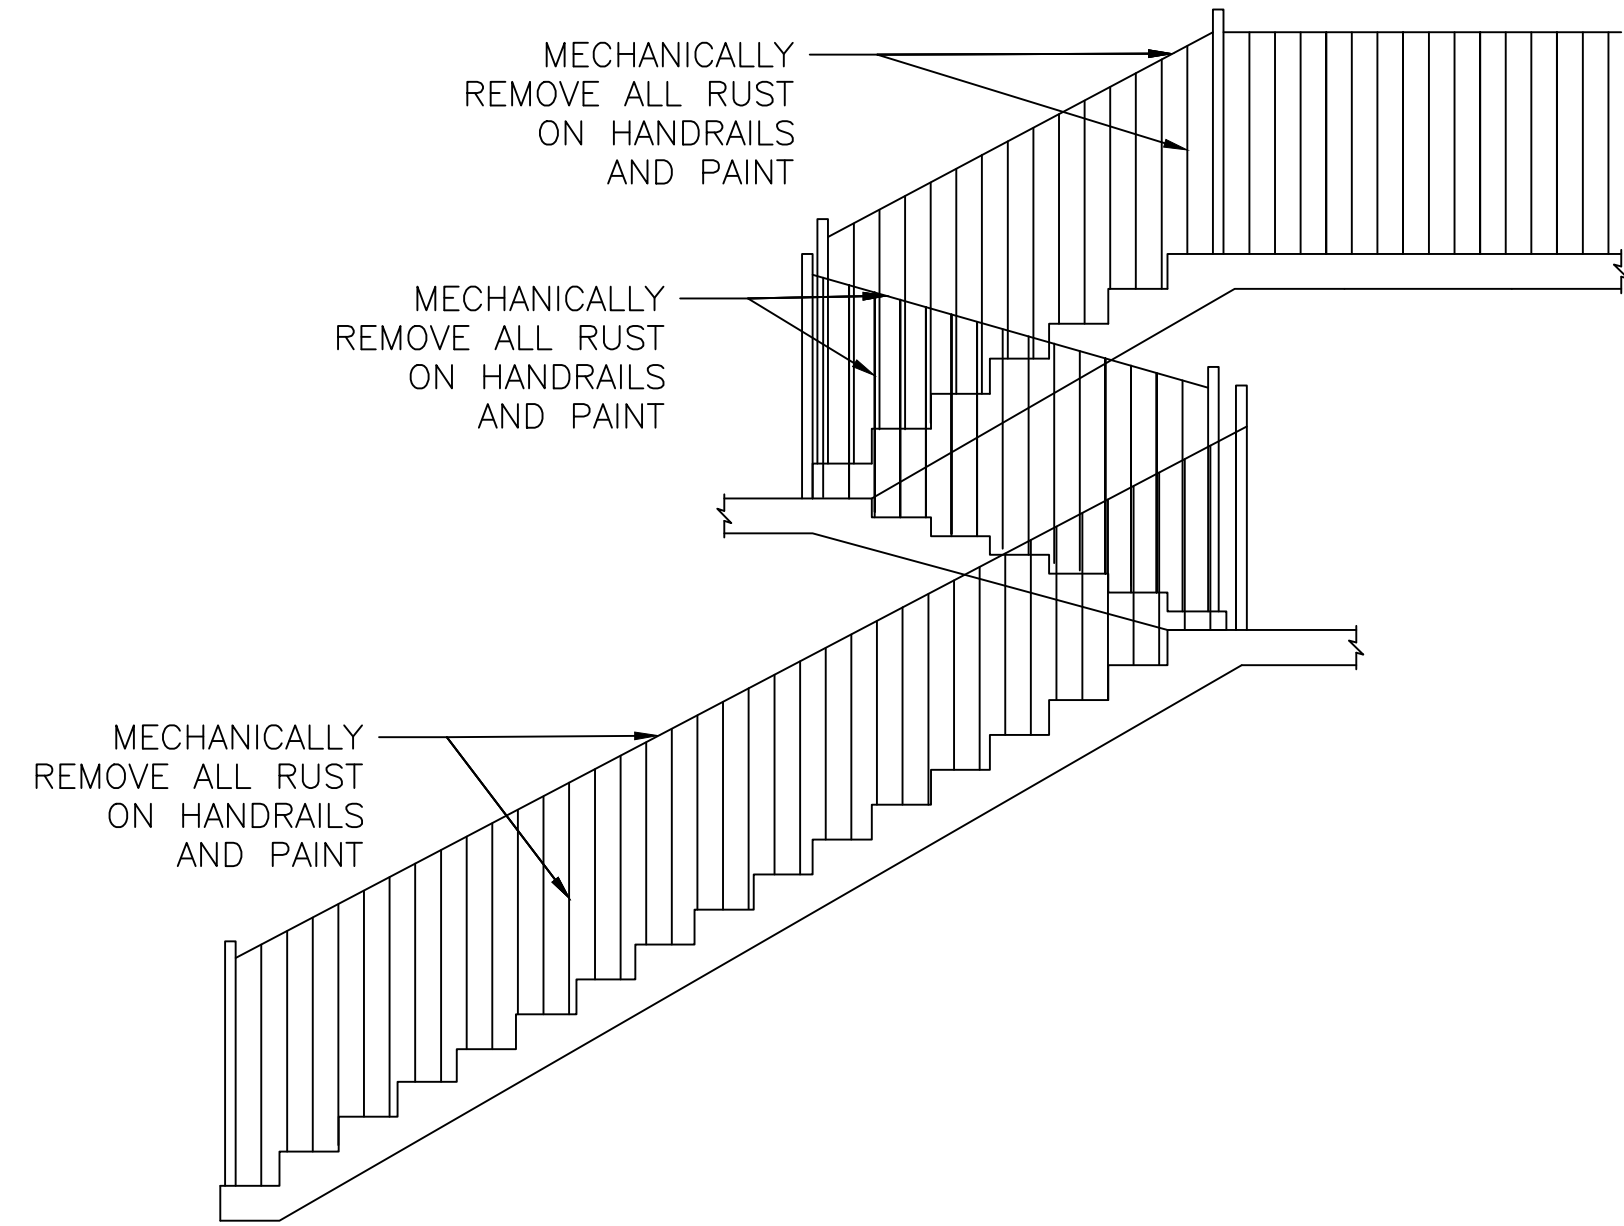 MECHANICALLY
REMOVE ALL RUST
ON HANDRAILS
AND PAINT
MECHANICALLY
REMOVE ALL RUST
ON HANDRAILS
AND PAINT
MECHANICALLY
REMOVE ALL RUST
ON HANDRAILS
AND PAINT